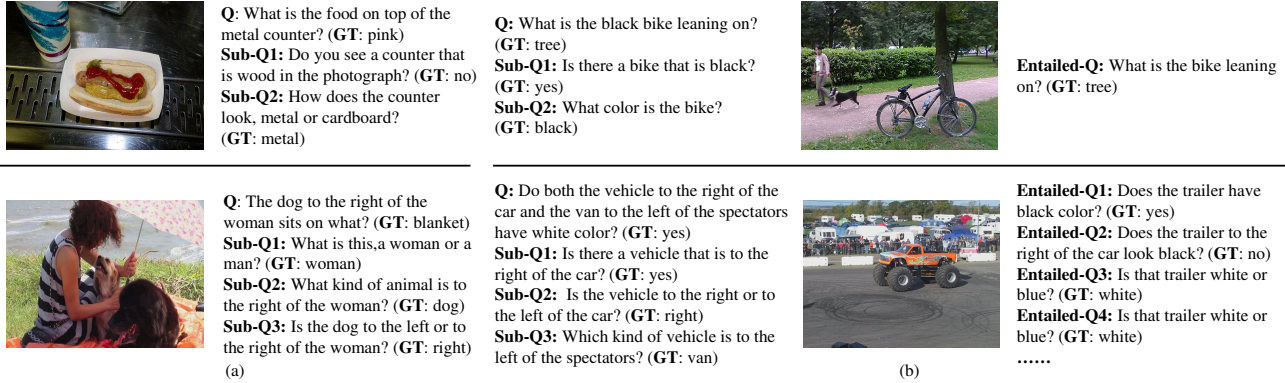 Q: What is the food on top of the
metal counter? (GT: pink)
Sub-Q1: Do you see a counter that
is wood in the photograph? (GT: no)
Sub-Q2: How does the counter
look, metal or cardboard?
(GT: metal)
Q: What is the black bike leaning on?
(GT: tree)
Sub-Q1: Is there a bike that is black?
(GT: yes)
Sub-Q2: What color is the bike?
(GT: black)
Entailed-Q: What is the bike leaning
on? (GT: tree)
Q: The dog to the right of the
woman sits on what? (GT: blanket)
Sub-Q1: What is this,a woman or a
man? (GT: woman)
Sub-Q2: What kind of animal is to
the right of the woman? (GT: dog)
Sub-Q3: Is the dog to the left or to
the right of the woman? (GT: right)
(a)
Q: Do both the vehicle to the right of the
car and the van to the left of the spectators
have white color? (GT: yes)
Sub-Q1: Is there a vehicle that is to the
right of the car? (GT: yes)
Sub-Q2: Is the vehicle to the right or to
the left of the car? (GT: right)
Sub-Q3: Which kind of vehicle is to the
left of the spectators? (GT: van)
(b)
Entailed-Q1: Does the trailer have
black color? (GT: yes)
Entailed-Q2: Does the trailer to the
right of the car look black? (GT: no)
Entailed-Q3: Is that trailer white or
blue? (GT: white)
Entailed-Q4: Is that trailer white or
blue? (GT: white)
......